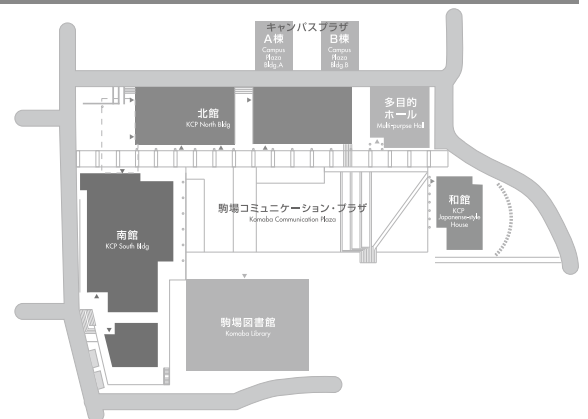 キャンパスプラザ
A棟
Campus
Plaza
Bldg.A
B棟
Campus
Plaza
Bldg.B
北館
KCP North Bldg
多目的
ホール
Multi-purpose Hall
駒場コミュニケーション・プラザ
Komaba Communication Plaza
和館
KCP
Japanense-style
House
南館
KCP South Bldg
駒場図書館
Komaba Library